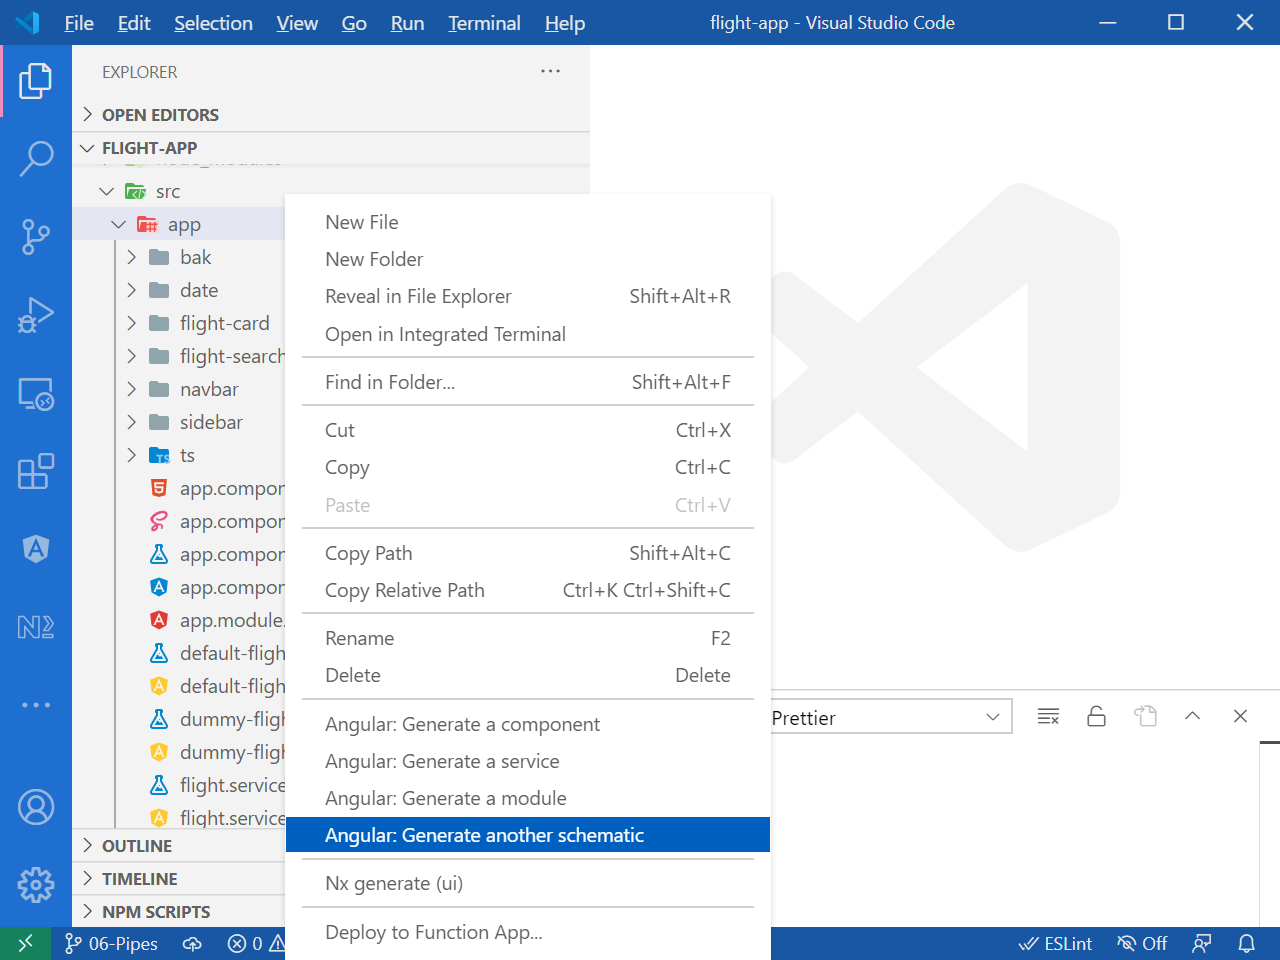 File Edit Selection View Go Run Terminal Help flight-app - Visual Studio Code
EXPLORER
OPEN EDITORS
FLIGHT-APP
src
app
bak
date
flight-card
flight-search
navbar
sidebar
ts
app.compor
app.compor
app.compor
app.compor
app.module.
default-fligh
default-fligh
dummy-fligh
dummy-fligh
flight.service
flight.service
OUTLINE
TIMELINE
NPM SCRIPTS
New File
New Folder
Reveal in File Explorer Shift+Alt+R
Open in Integrated Terminal
Find in Folder... Shift+Alt+F
Cut Ctrl+X
Copy Ctrl+C
Paste Ctrl+V
Copy Path Shift+Alt+C
Copy Relative Path Ctrl+K Ctrl+Shift+C
Rename F2
Delete Delete
Angular: Generate a component
Angular: Generate a service
Angular: Generate a module
Angular: Generate another schematic
Nx generate (ui)
Deploy to Function App...
Prettier
06-Pipes 0 ESLint Off